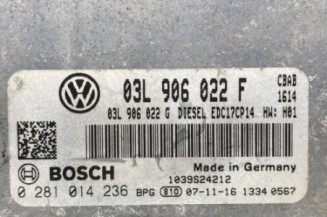 03L 906 022 F CBAB
1614
03L 906 022 G DIESEL EDC17CP14 HW: H01
Made in Germany
BOSCH 1039S24212
0 281 014 236 BPG 810 07-11-16 1334 0567